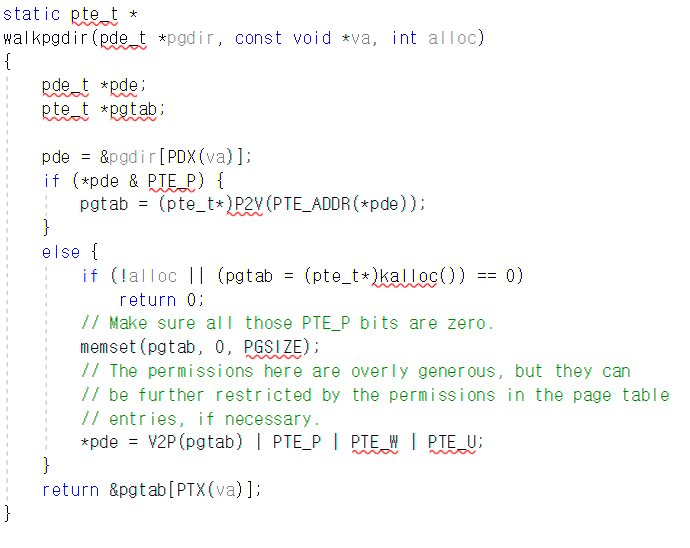 static pte_t *
walkpgdir(pde_t *pgdir, const void *va, int alloc)
{
    pde_t *pde;
    pte_t *pgtab;

    pde = &pgdir[PDX(va)];
    if (*pde & PTE_P) {
        pgtab = (pte_t*)P2V(PTE_ADDR(*pde));
    }
    else {
        if (!alloc || (pgtab = (pte_t*)kalloc()) == 0)
            return 0;
        // Make sure all those PTE_P bits are zero.
        memset(pgtab, 0, PGSIZE);
        // The permissions here are overly generous, but they can
        // be further restricted by the permissions in the page table
        // entries, if necessary.
        *pde = V2P(pgtab) | PTE_P | PTE_W | PTE_U;
    }
    return &pgtab[PTX(va)];
}